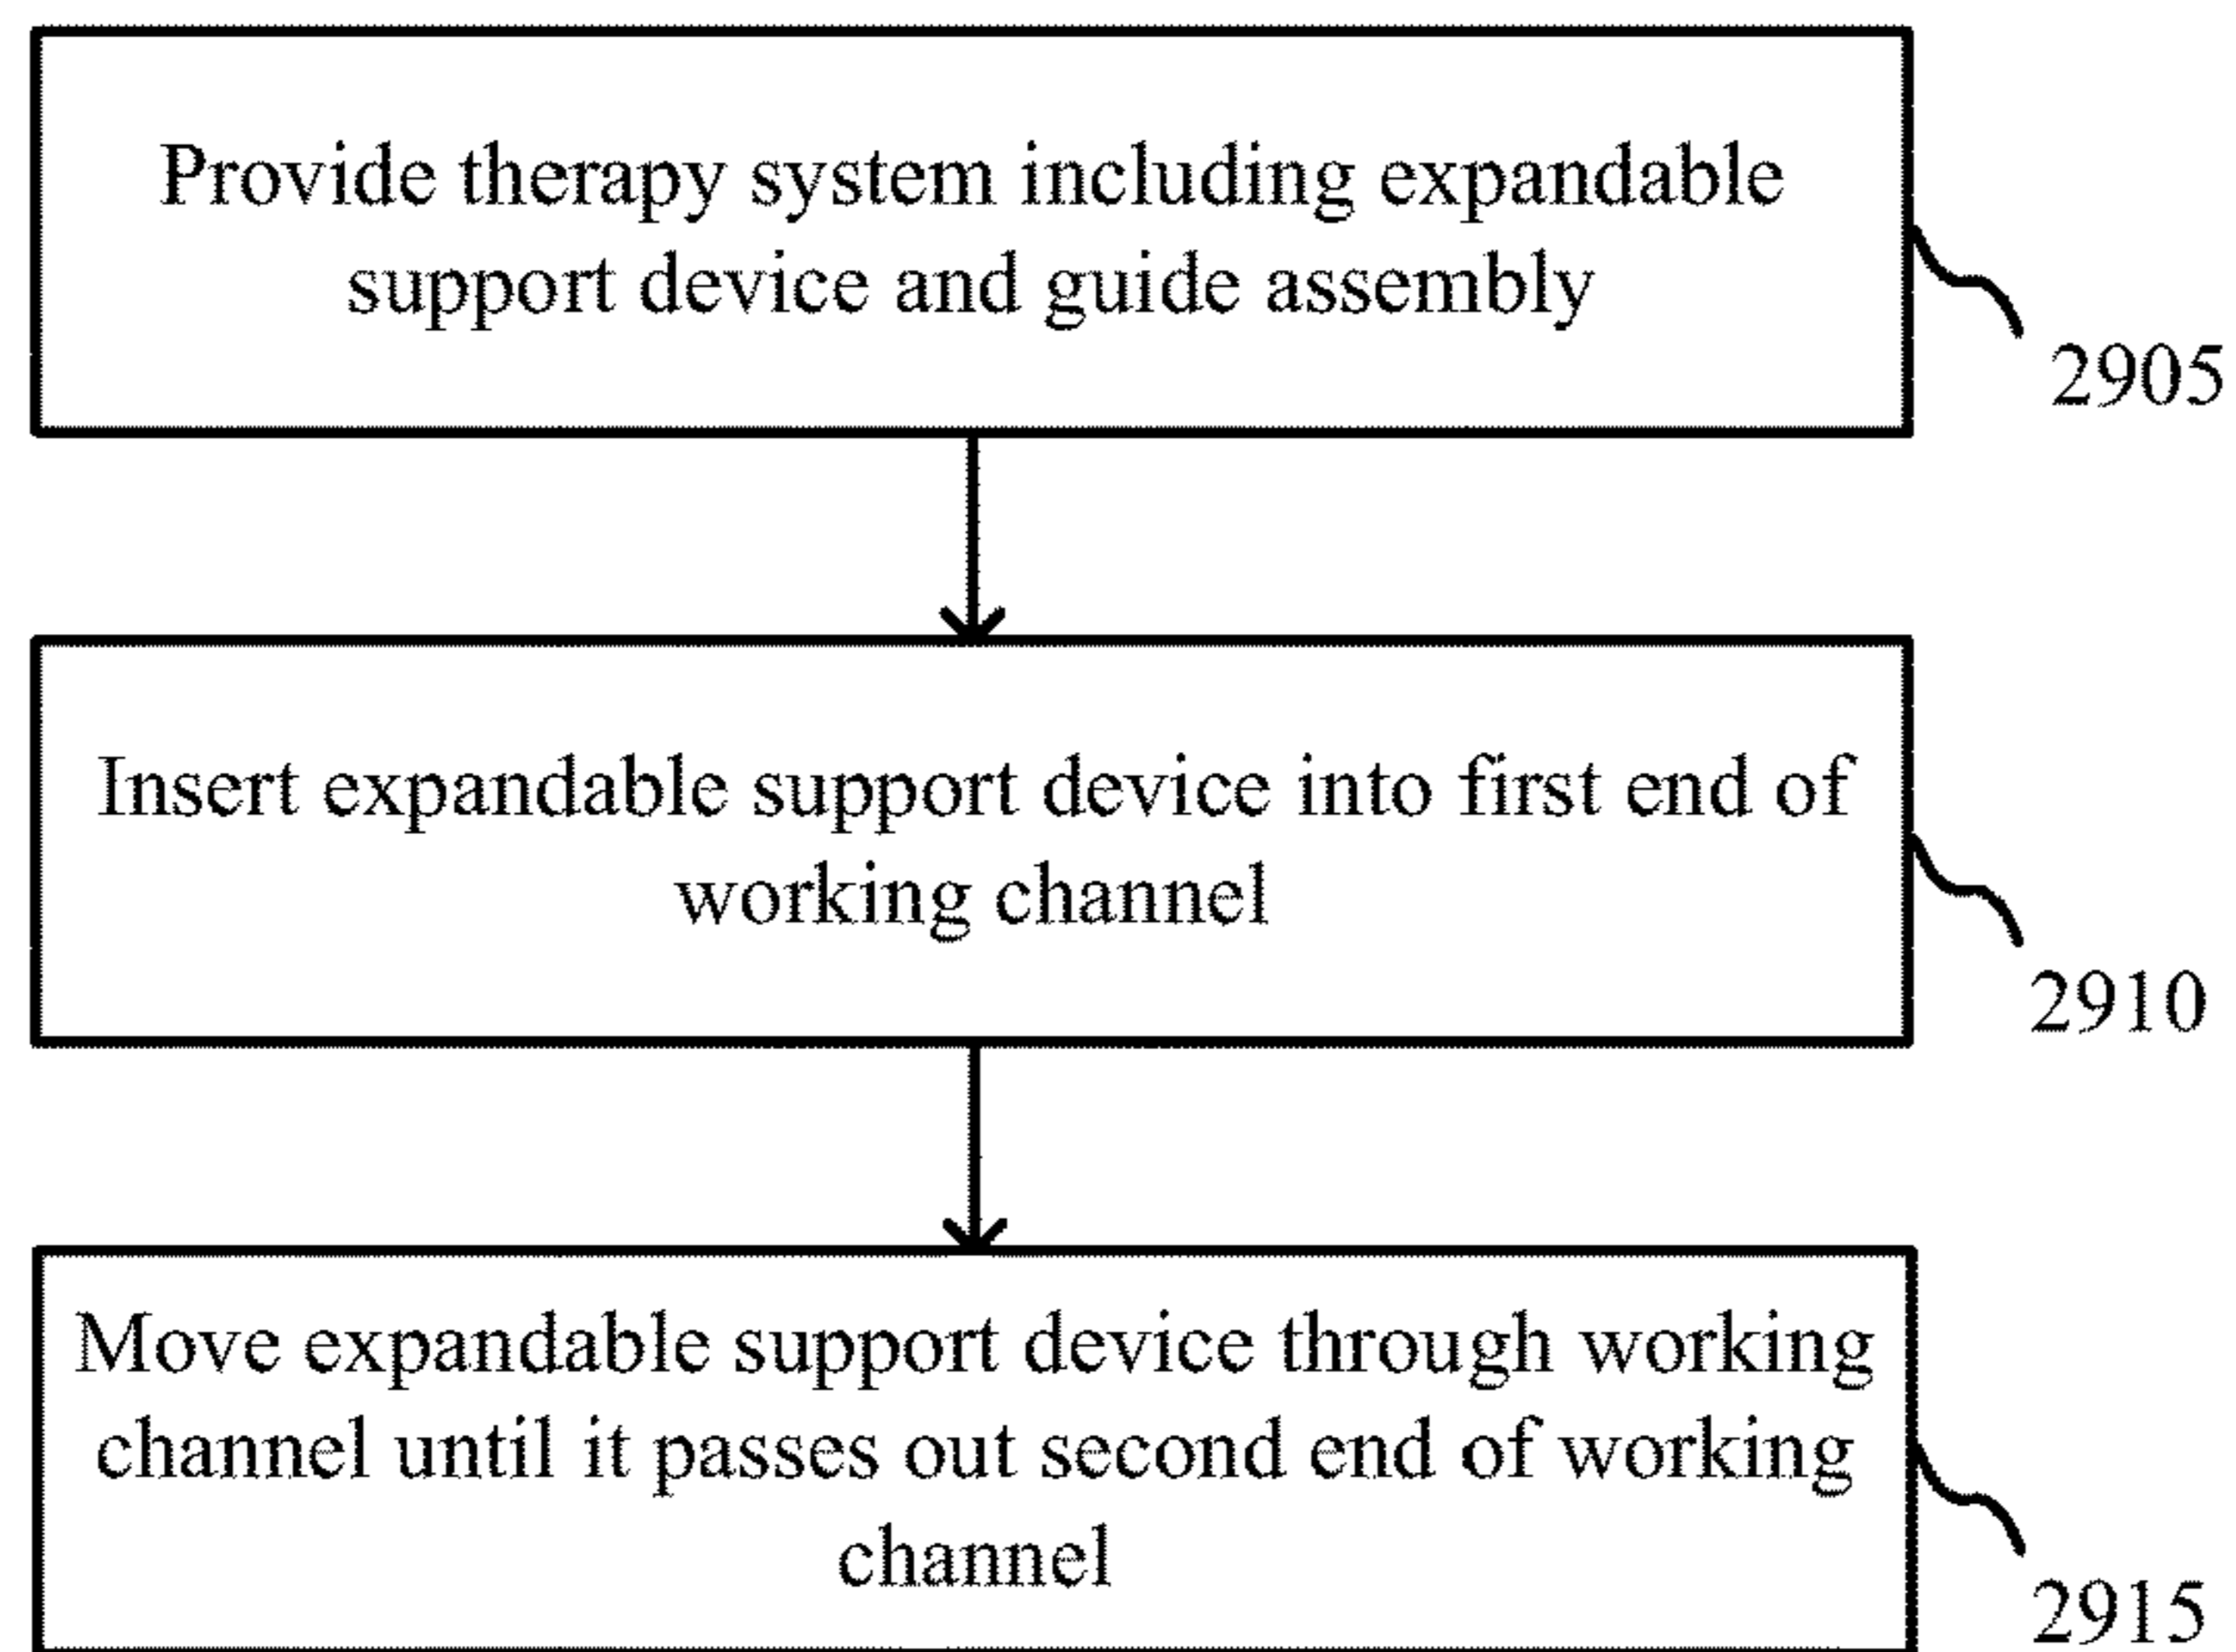 Provide therapy system including expandable
support device and guide assembly
2905
Insert expandable support device into first end of
working channel
2910
Move expandable support device through working
channel until it passes out second end of working
channel
2915